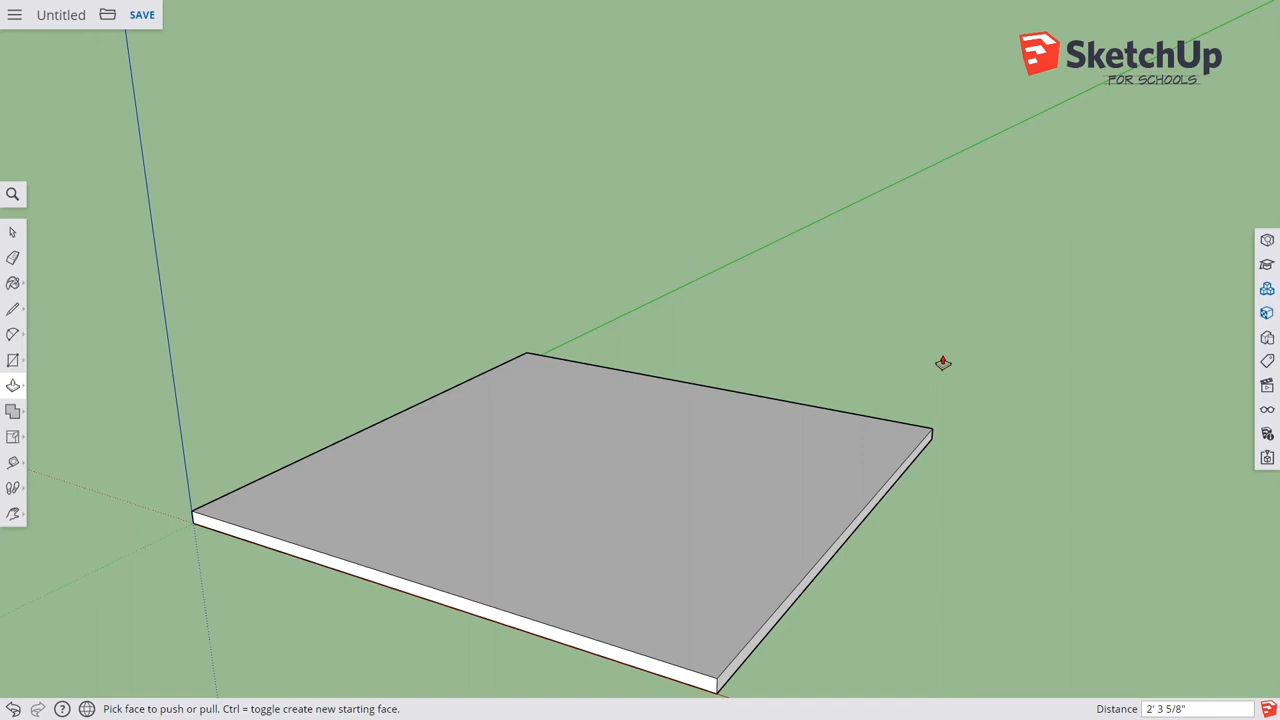 Untitled SAVE
SketchUp
FOR SCHOOLS
Pick face to push or pull. Ctrl = toggle create new starting face. Distance 2' 3 5/8"